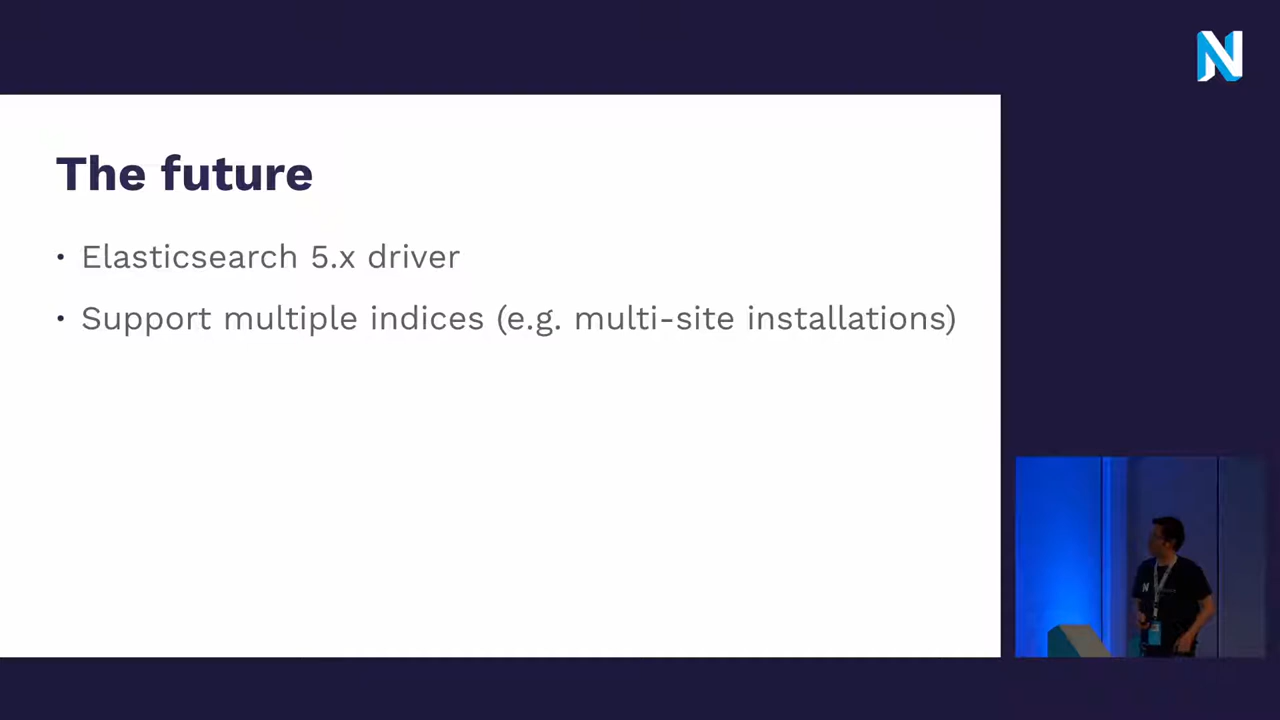 The future
• Elasticsearch 5.x driver
• Support multiple indices (e.g. multi-site installations)